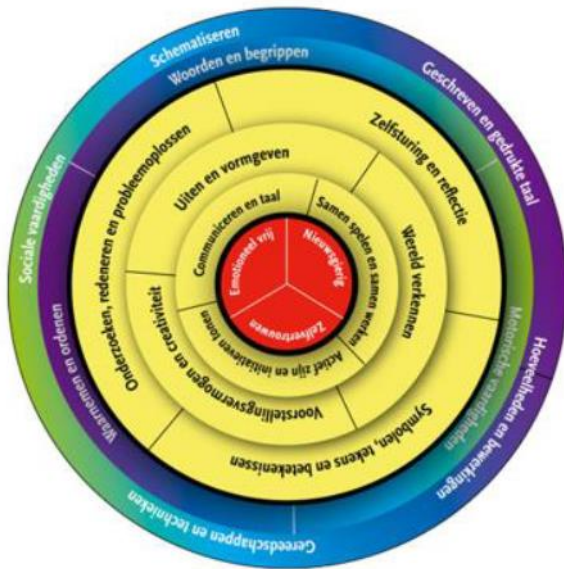 Schematiseren
Woorden en begrippen
Geschreven en gedrukte taal
Sociale vaardigheden
Onderzoeken, redeneren en probleemoplossen
Zelfsturing en reflectie
Uiten en vormgeven
Communiceren en taal
Samen spelen en samen werken
Wereld verkennen
Emotioneel vrij
Nieuwsgierig
Zelfvertrouwen
Actief zijn en initiatieven tonen
Voorstellingsvermogen en creativiteit
Waarnemen en ordenen
Motorische vaardigheden
Hoeveelheden en bewerkingen
Symbolen, tekens en betekenissen
Gereedschappen en technieken